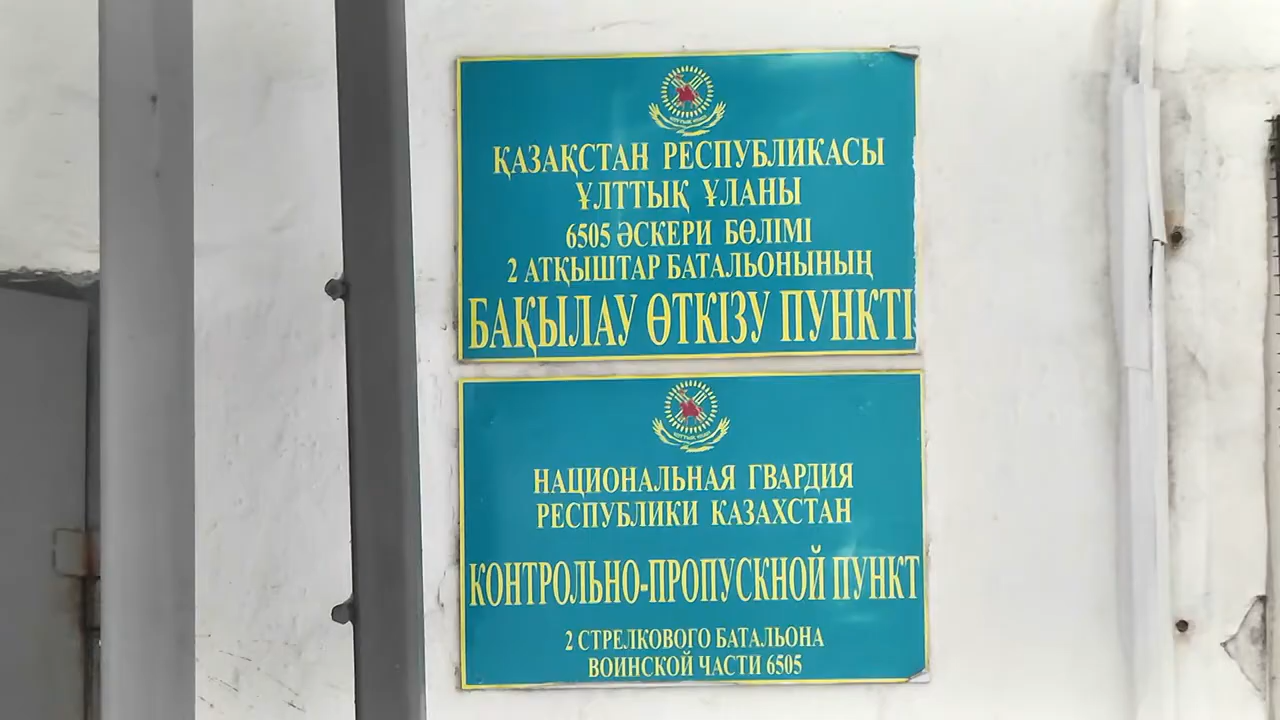 ҚАЗАҚСТАН РЕСПУБЛИКАСЫ
ҰЛТТЫҚ ҰЛАНЫ
6505 ӘСКЕРИ БӨЛІМІ
2 АТҚЫШТАР БАТАЛЬОНЫНЫҢ
БАҚЫЛАУ ӨТКІЗУ ПУНКТІ
НАЦИОНАЛЬНАЯ ГВАРДИЯ
РЕСПУБЛИКИ КАЗАХСТАН
КОНТРОЛЬНО-ПРОПУСКНОЙ ПУНКТ
2 СТРЕЛКОВОГО БАТАЛЬОНА
ВОИНСКОЙ ЧАСТИ 6505